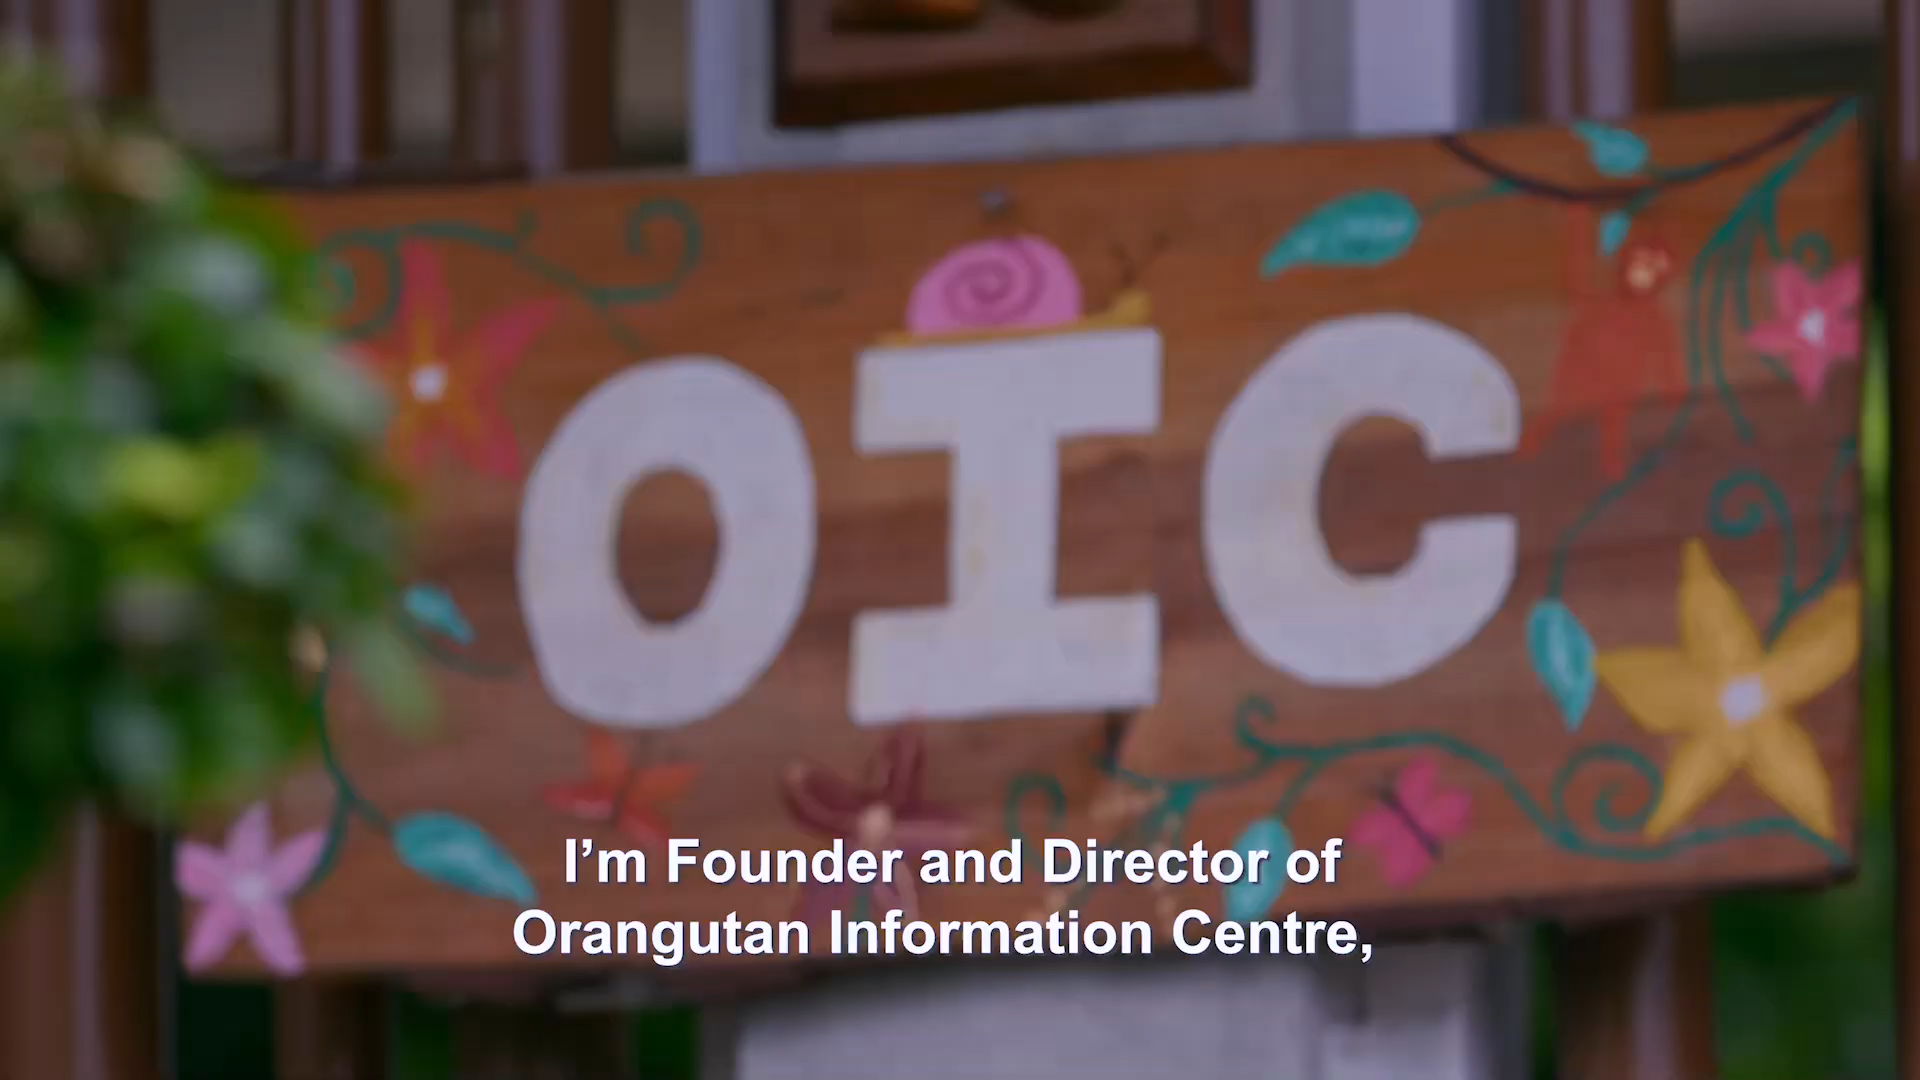 OIC
I’m Founder and Director of
Orangutan Information Centre,